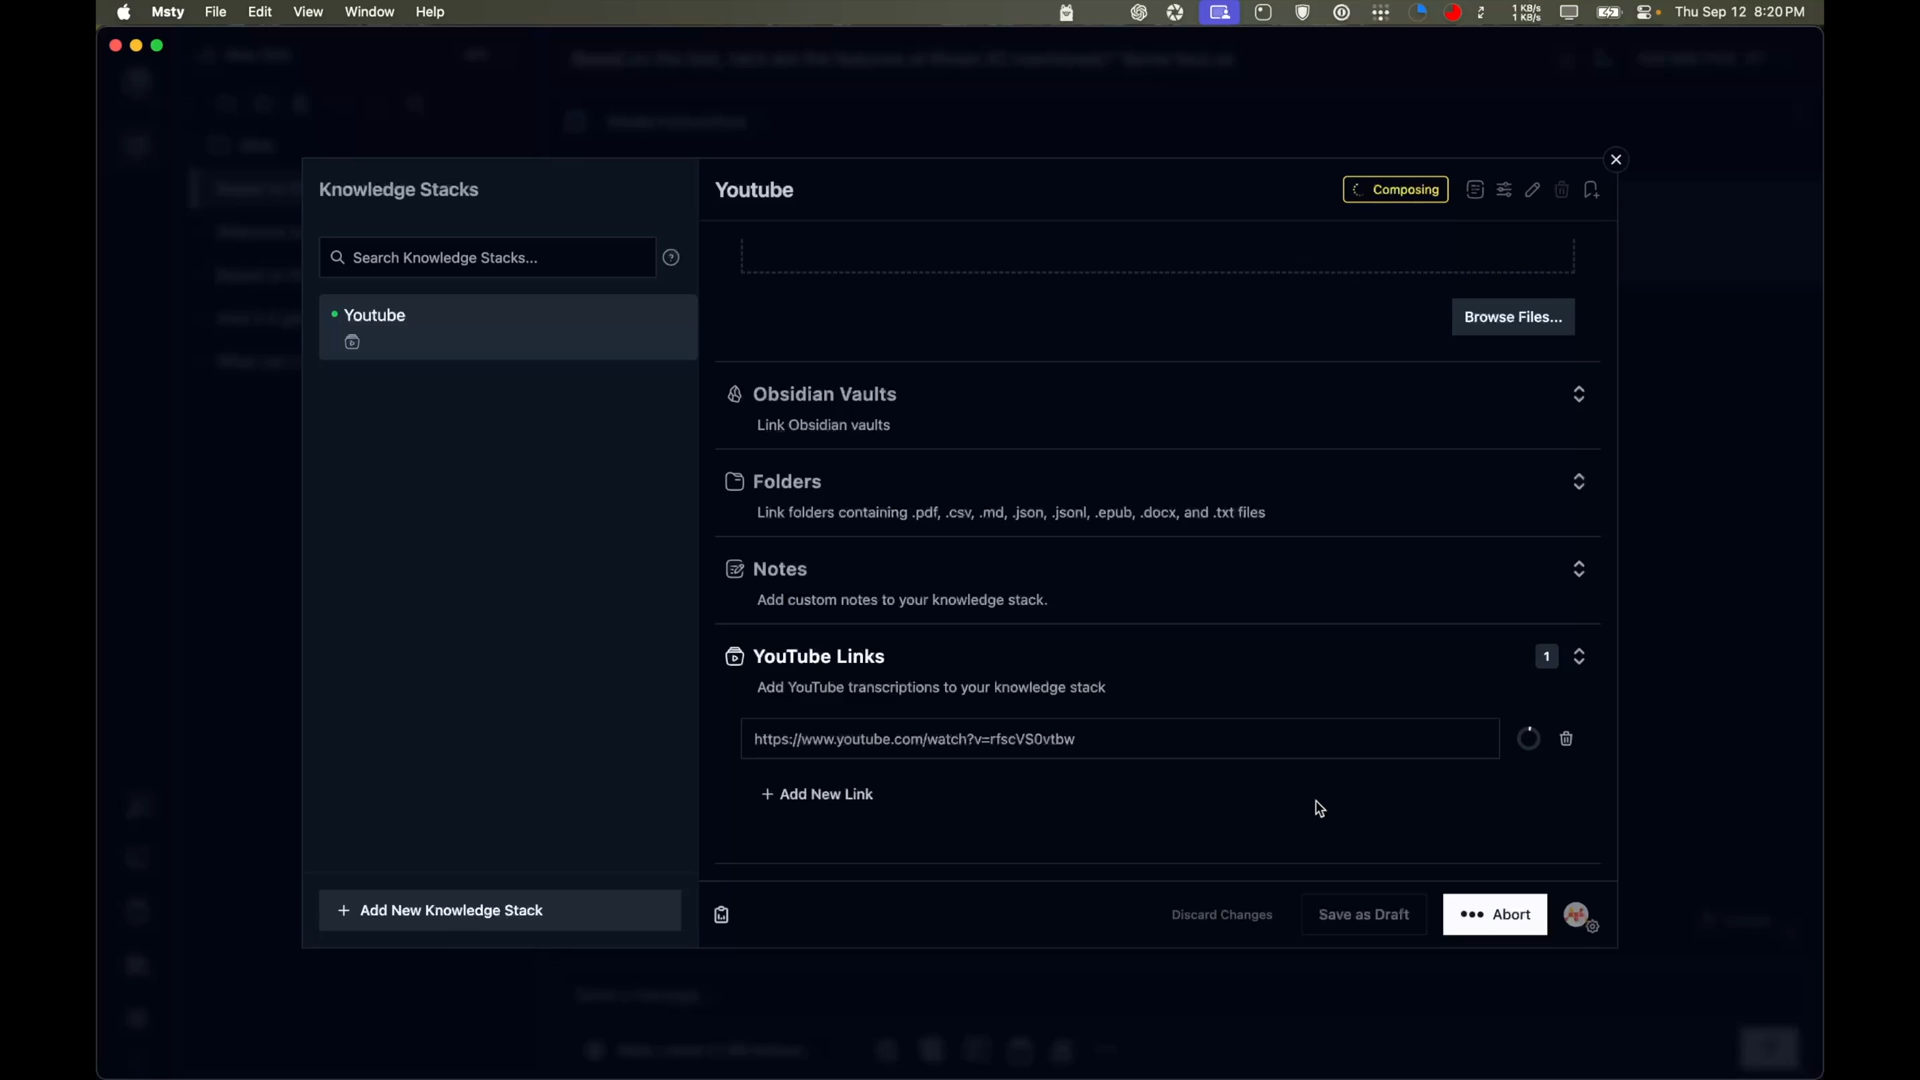 Msty File Edit View Window Help
1 KB/s
1 KB/s
Thu Sep 12 8:20 PM
Knowledge Stacks
Youtube
Composing
Search Knowledge Stacks...
Youtube
Browse Files...
Obsidian Vaults
Link Obsidian vaults
Folders
Link folders containing .pdf, .csv, .md, .json, .jsonl, .epub, .docx, and .txt files
Notes
Add custom notes to your knowledge stack.
YouTube Links
1
Add YouTube transcriptions to your knowledge stack
https://www.youtube.com/watch?v=rfscVS0vtbw
+ Add New Link
+ Add New Knowledge Stack
Discard Changes
Save as Draft
Abort